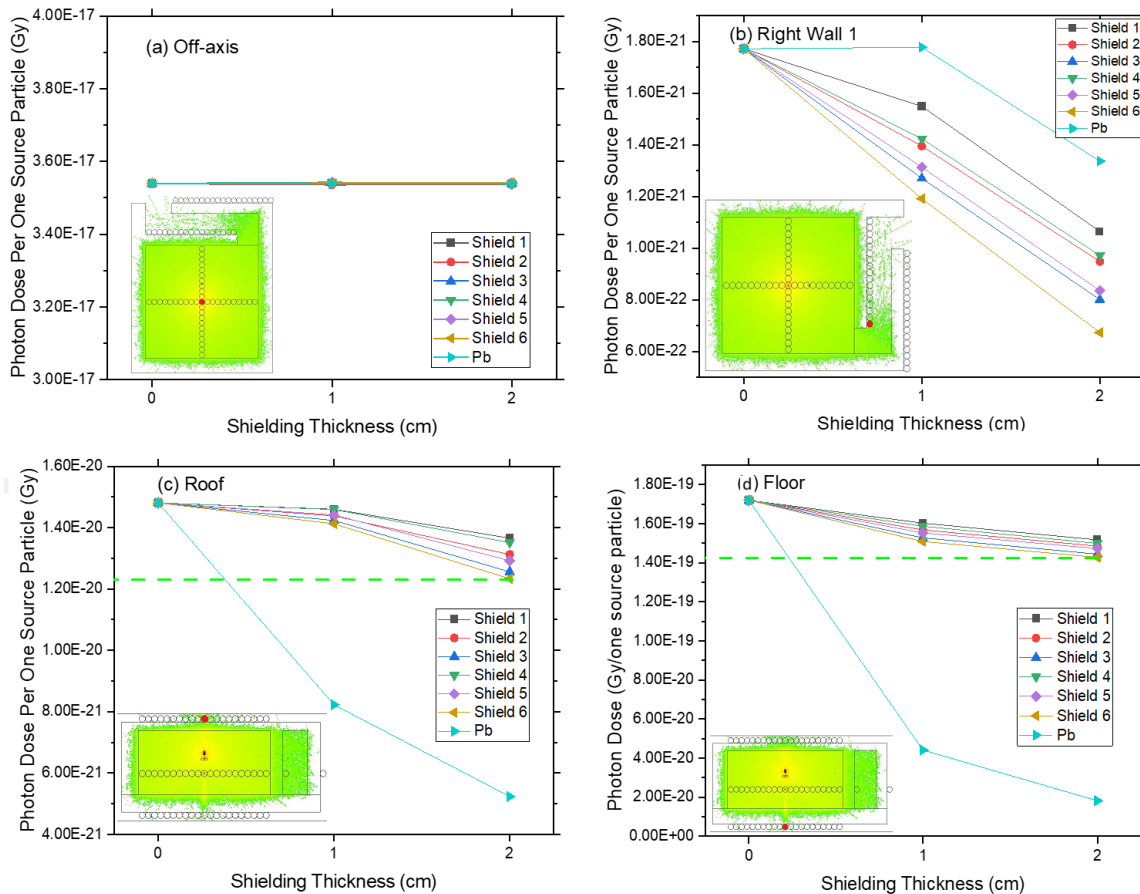 (a) Off-axis
Photon Dose Per One Source Particle (Gy)
4.00E-17
3.80E-17
3.60E-17
3.40E-17
3.20E-17
3.00E-17
Shield 1
Shield 2
Shield 3
Shield 4
Shield 5
Shield 6
Pb
0 1 2
Shielding Thickness (cm)
(b) Right Wall 1
Photon Dose Per One Source Particle (Gy)
1.80E-21
1.60E-21
1.40E-21
1.20E-21
1.00E-21
8.00E-22
6.00E-22
Shield 1
Shield 2
Shield 3
Shield 4
Shield 5
Shield 6
Pb
0 1 2
Shielding Thickness (cm)
(c) Roof
Photon Dose Per One Source Particle (Gy)
1.60E-20
1.40E-20
1.20E-20
1.00E-20
8.00E-21
6.00E-21
4.00E-21
Shield 1
Shield 2
Shield 3
Shield 4
Shield 5
Shield 6
Pb
0 1 2
Shielding Thickness (cm)
(d) Floor
Photon Dose (Gy/one source particle)
1.80E-19
1.60E-19
1.40E-19
1.20E-19
1.00E-19
8.00E-20
6.00E-20
4.00E-20
2.00E-20
0.00E+00
Shield 1
Shield 2
Shield 3
Shield 4
Shield 5
Shield 6
Pb
0 1 2
Shielding Thickness (cm)